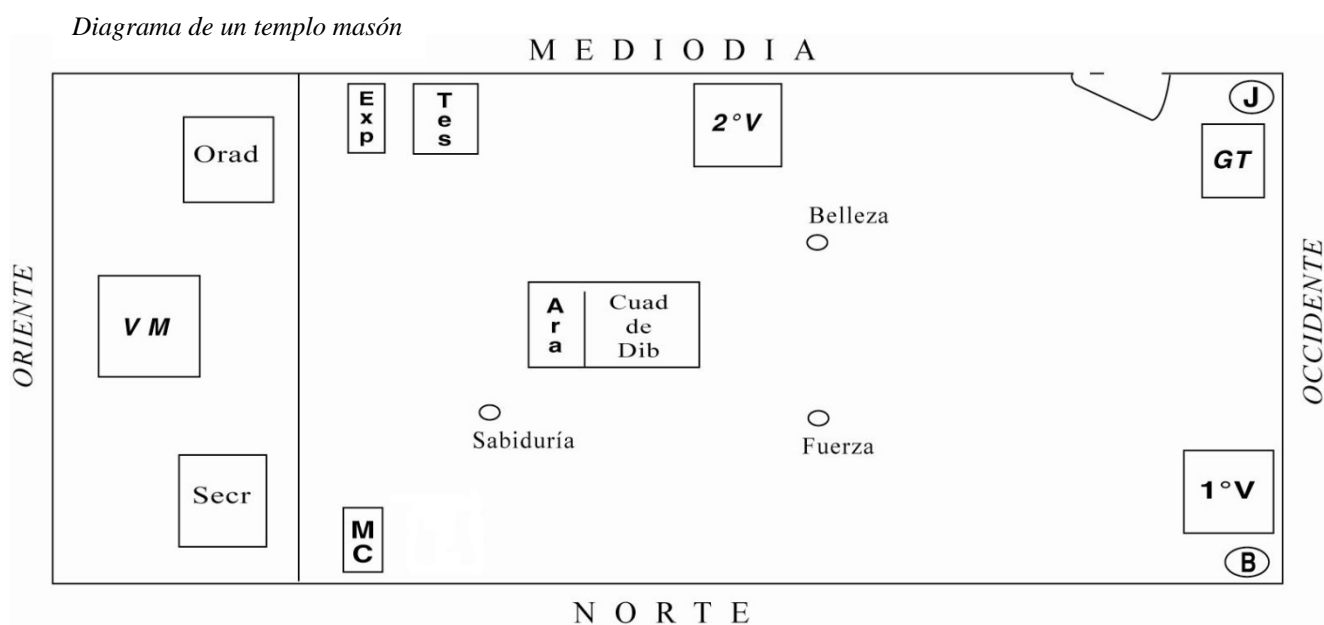 Diagrama de un templo masón
MEDIODIA
Exp
Tes
2°V
J
GT
Orad
Belleza
ORIENTE
VM
Ara
Cuad
de
Dib
OCCIDENTE
Sabiduría
Fuerza
Secr
1°V
MC
B
NORTE